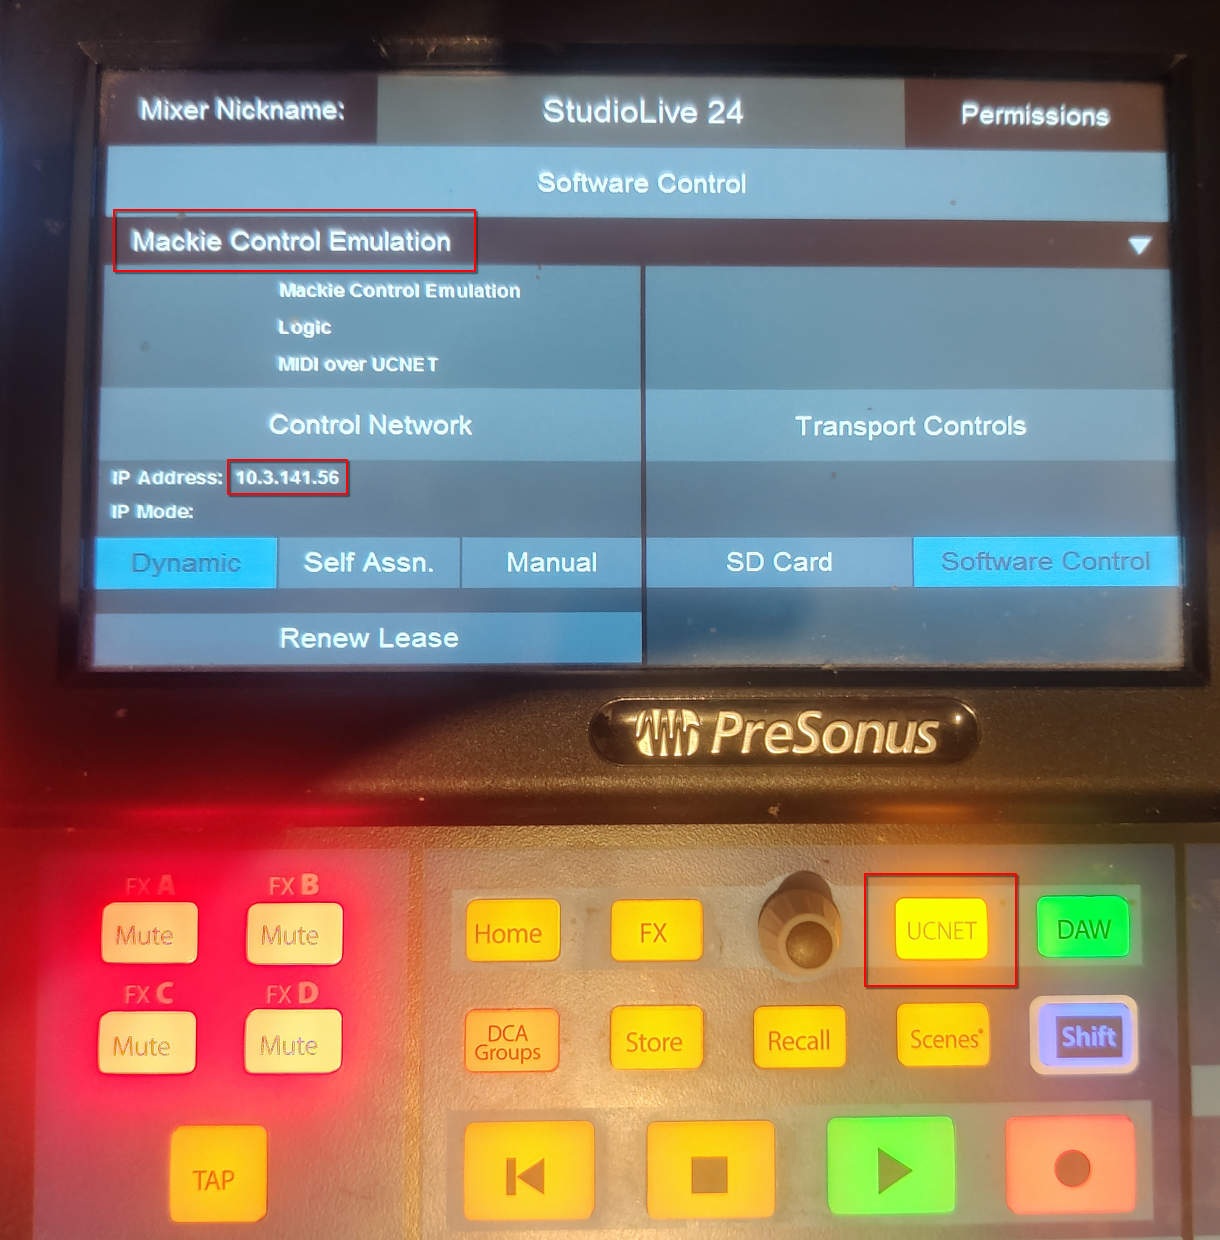 Mixer Nickname: StudioLive 24 Permissions
Software Control
Mackie Control Emulation
Mackie Control Emulation
Logic
MIDI over UCNET
Control Network
Transport Controls
IP Address: 10.3.141.56
IP Mode:
Dynamic Self Assn. Manual SD Card Software Control
Renew Lease
PreSonus
FX A FX B
Mute Mute Home FX UCNET DAW
FX C FX D
Mute Mute DCA Groups Store Recall Scenes* Shift
TAP